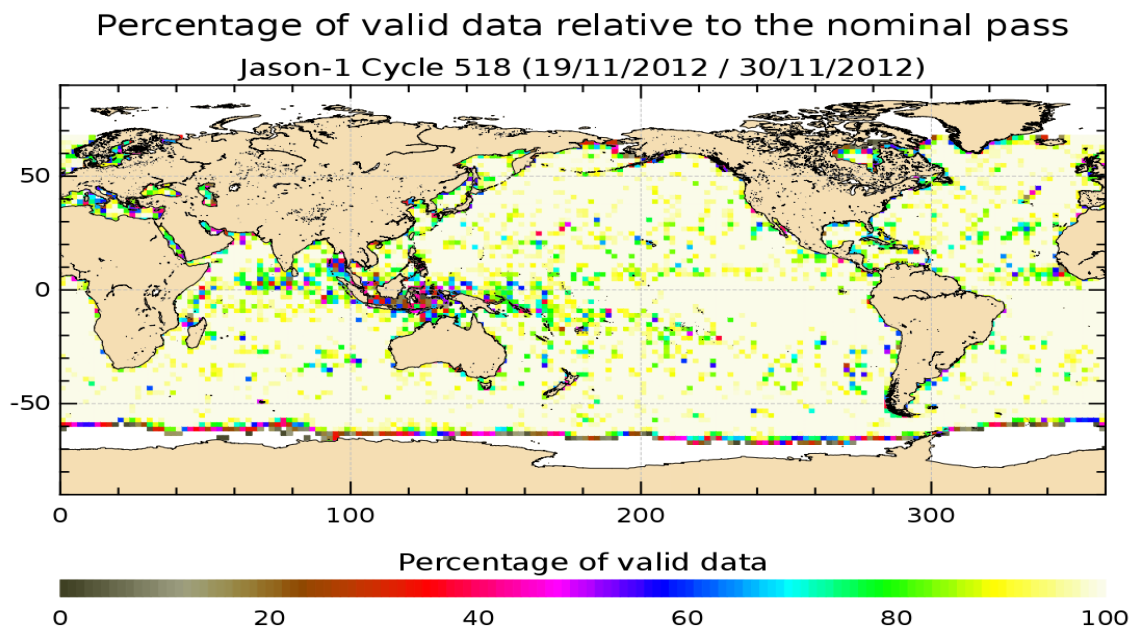 Percentage of valid data relative to the nominal pass
Jason-1 Cycle 518 (19/11/2012 / 30/11/2012)
50
0
-50
0 100 200 300
Percentage of valid data
0 20 40 60 80 100